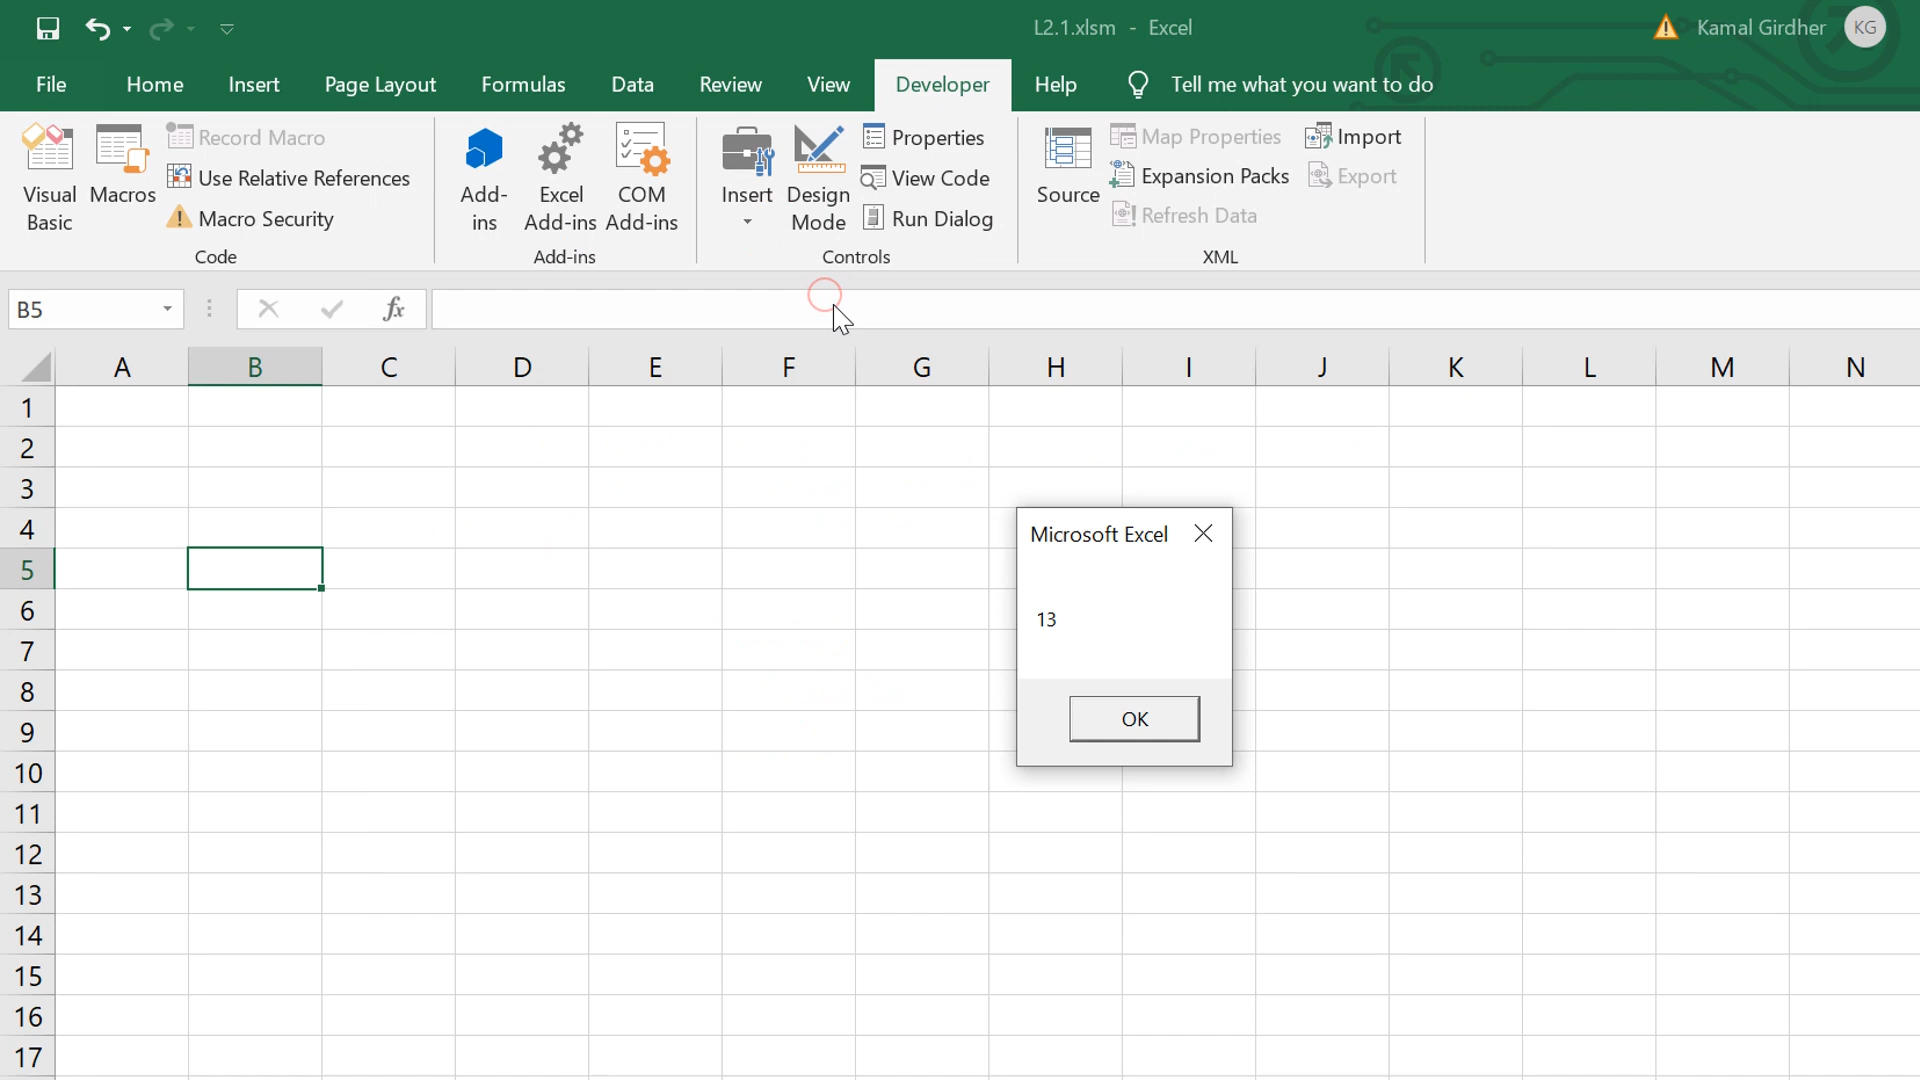 L2.1.xlsm - Excel
Kamal Girdher KG
File Home Insert Page Layout Formulas Data Review View Developer Help Tell me what you want to do
Visual Basic
Macros
Record Macro
Use Relative References
Macro Security
Code
Add-ins
Excel Add-ins
COM Add-ins
Add-ins
Insert
Design Mode
Properties
View Code
Run Dialog
Controls
Source
Map Properties
Expansion Packs
Refresh Data
Import
Export
XML
B5 fx
A B C D E F G H I J K L M N
1
2
3
4
5
6
7
8
9
10
11
12
13
14
15
16
17
Microsoft Excel
13
OK